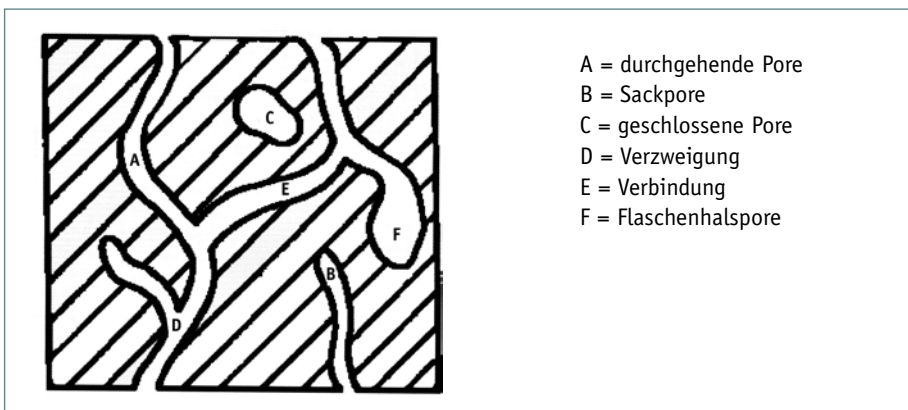 A
C
E
F
B
D
A = durchgehende Pore
B = Sackpore
C = geschlossene Pore
D = Verzweigung
E = Verbindung
F = Flaschenhalspore